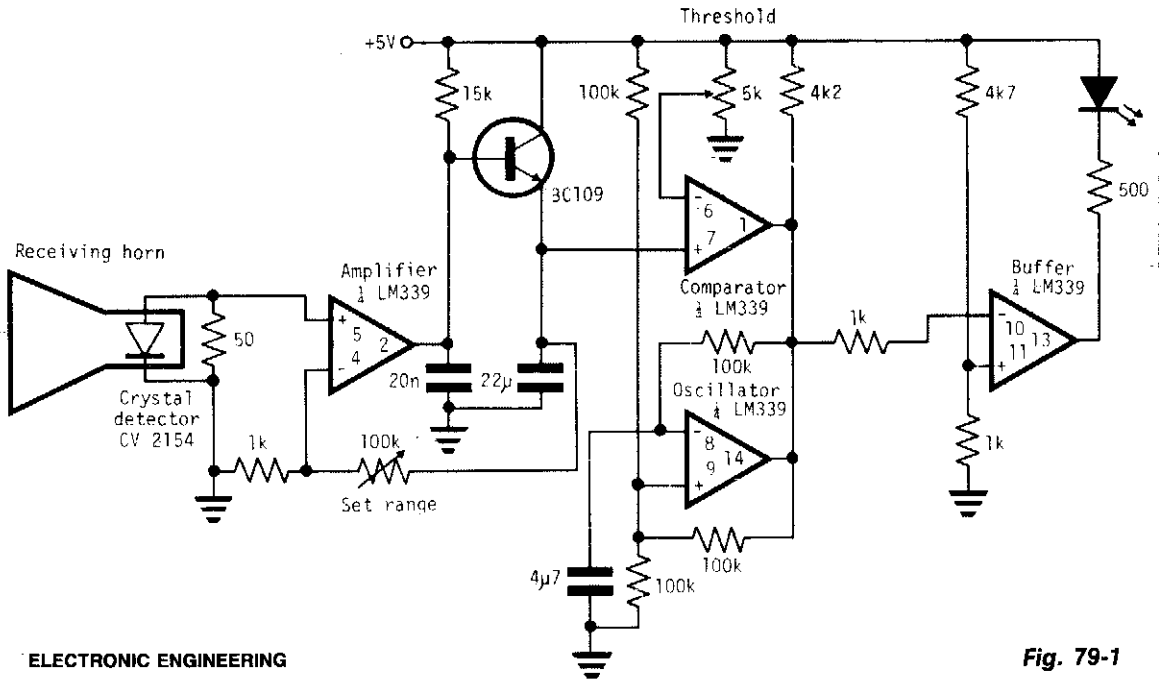 Threshold
+5V
15k
100k
5k
4k2
4k7
BC109
6
7
1
500
Receiving horn
Amplifier
¼ LM339
5
4
2
50
Comparator
¼ LM339
Buffer
¼ LM339
10
11
13
1k
100k
20n
22µ
Oscillator
¼ LM339
8
9
14
Crystal
detector
CV 2154
1k
100k
Set range
1k
100k
4µ7
100k
ELECTRONIC ENGINEERING
Fig. 79-1